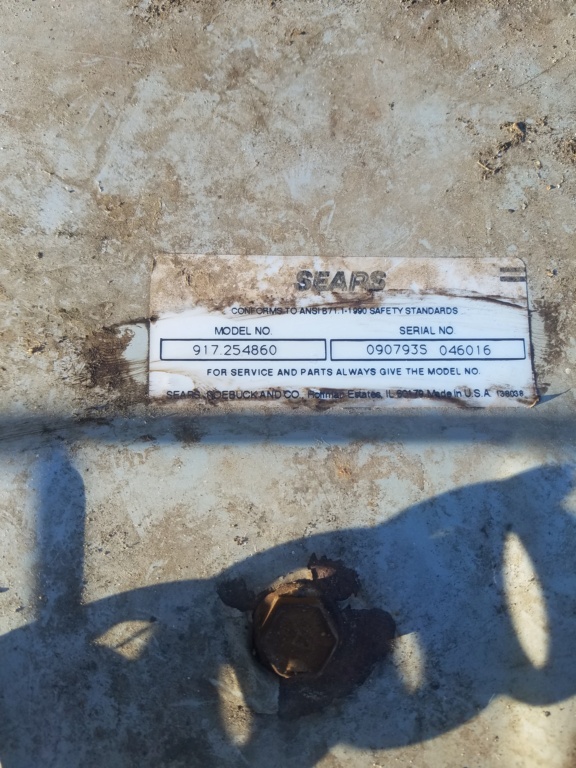 SEARS
CONFORMS TO ANSI B71.1-1990 SAFETY STANDARDS
MODEL NO. SERIAL NO
917.254860 090793S 046016
FOR SERVICE AND PARTS ALWAYS GIVE THE MODEL NO.
SEARS, ROEBUCK AND CO., Hoffman Estates, IL 60179 Made in U.S.A. 138038